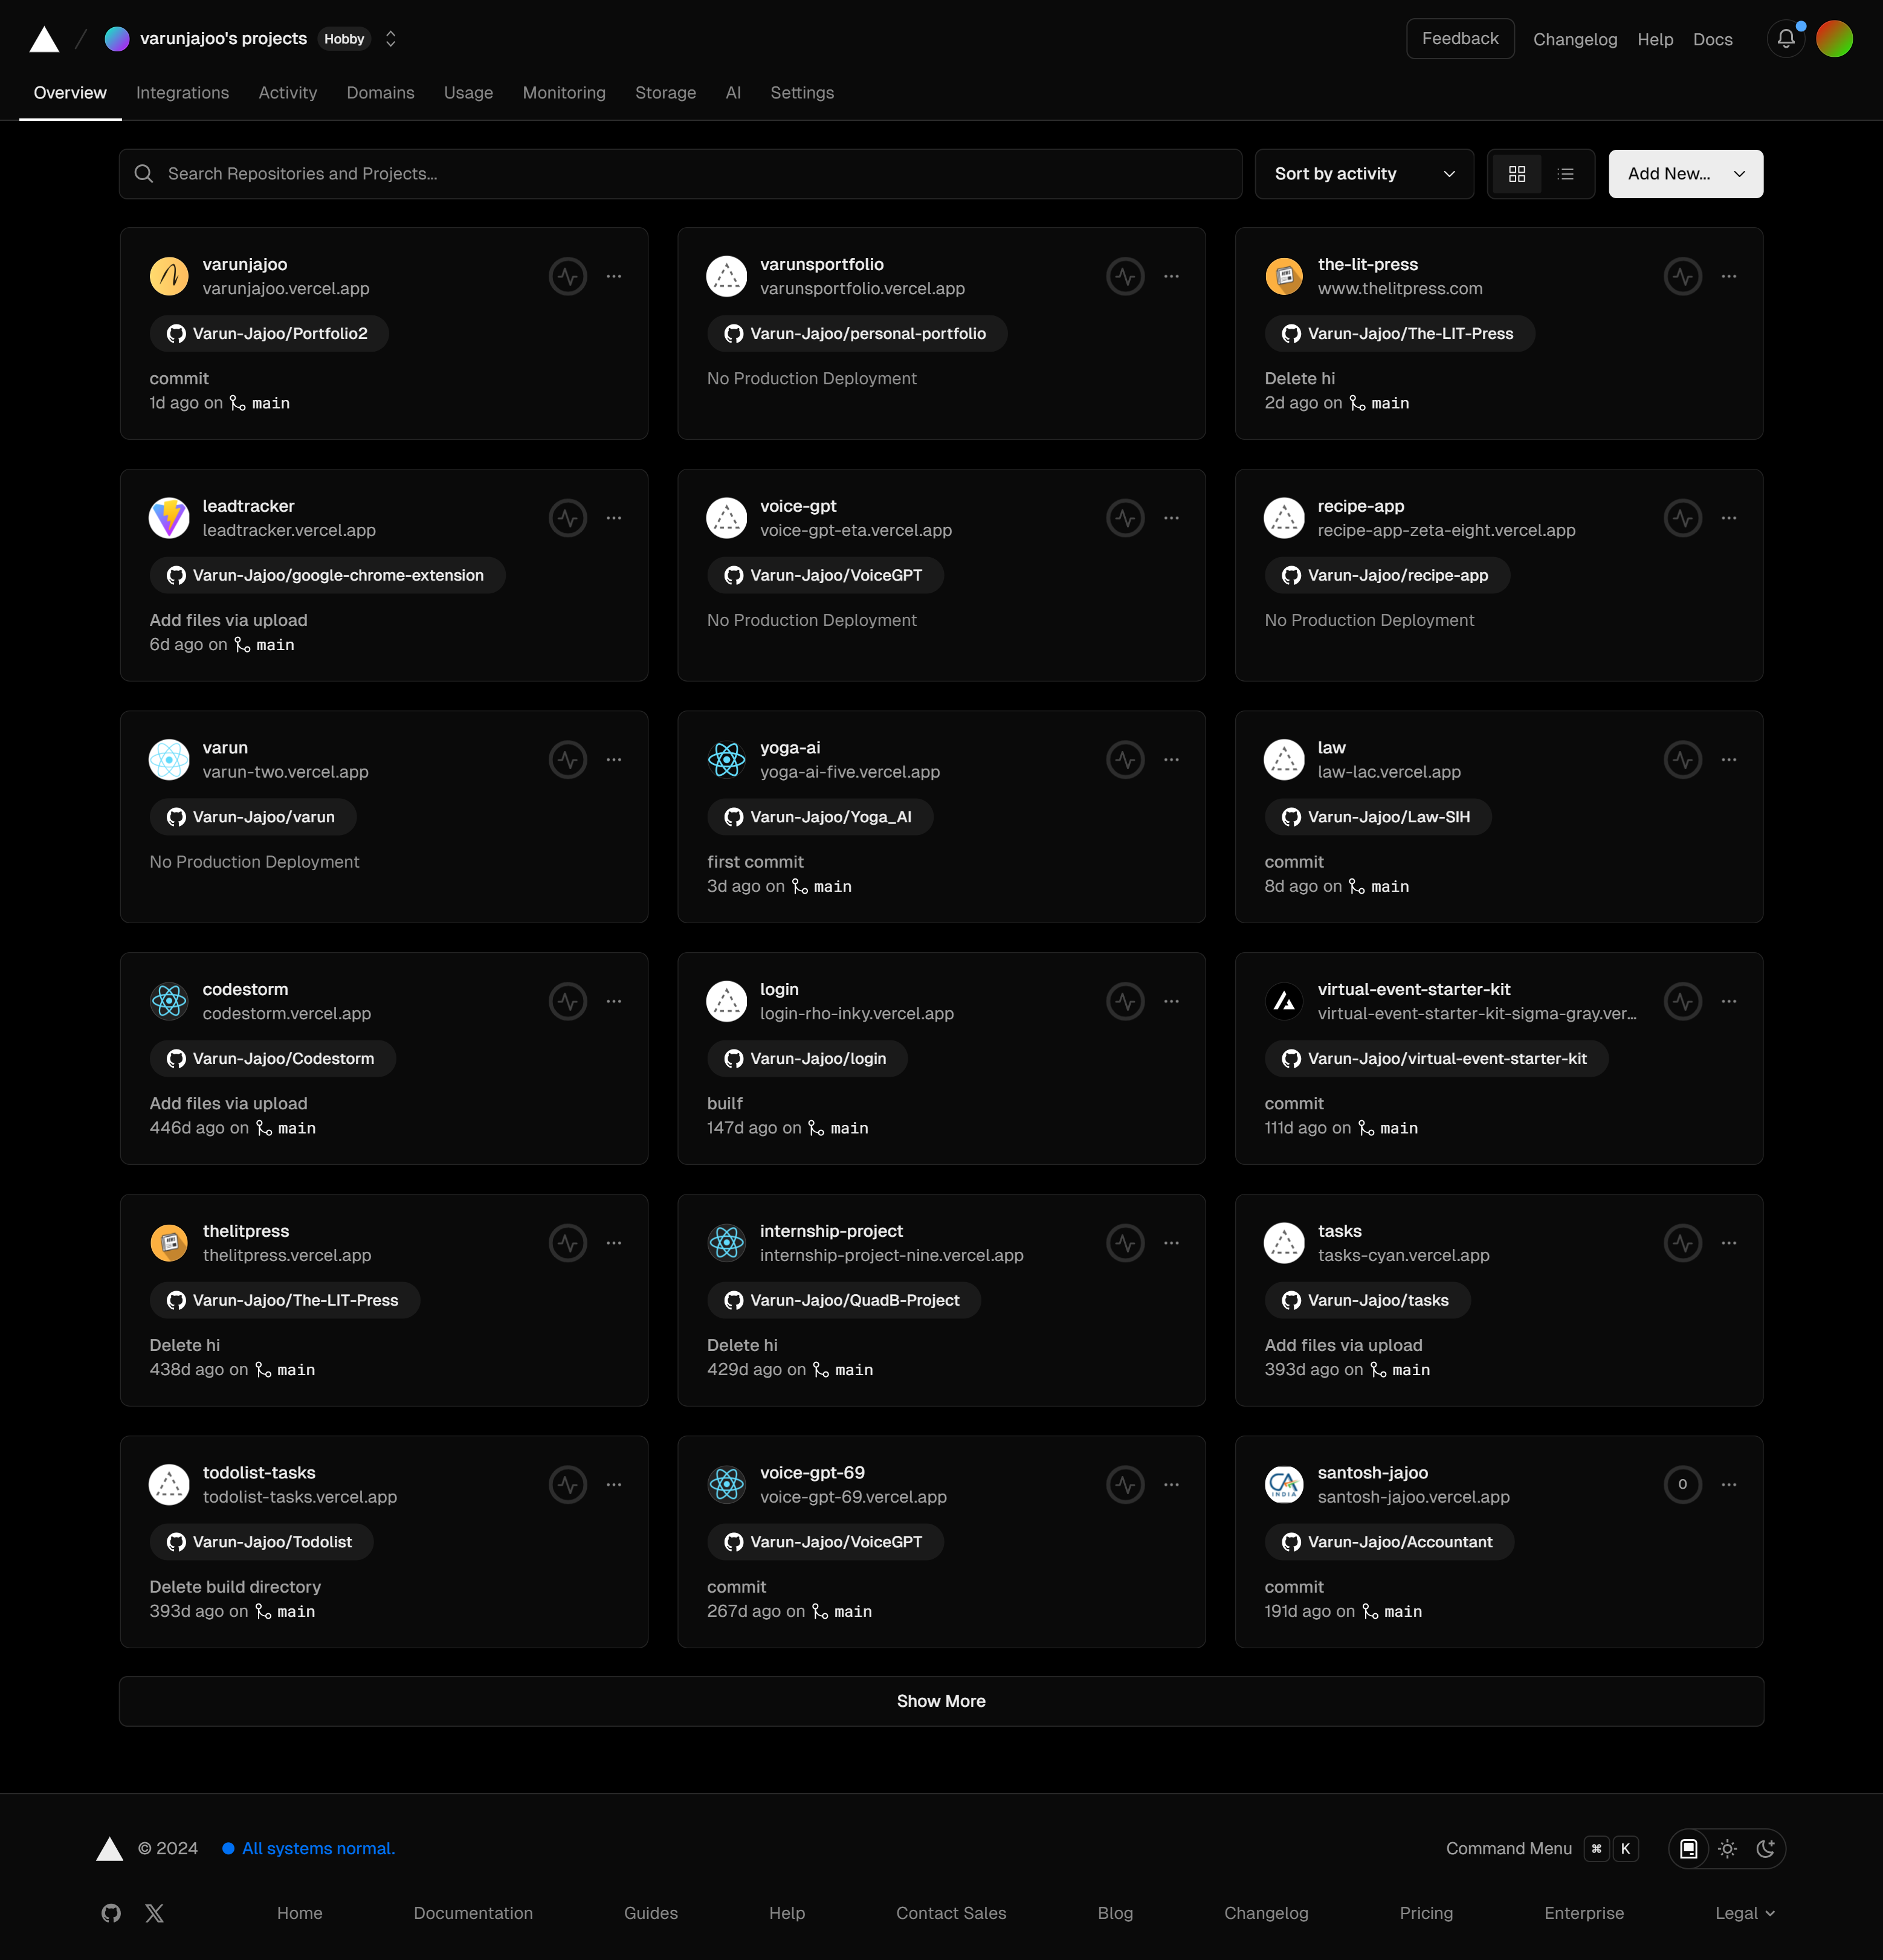 varunjajoo's projects Hobby
Feedback Changelog Help Docs
Overview Integrations Activity Domains Usage Monitoring Storage AI Settings
Search Repositories and Projects...
Sort by activity
Add New...
varunjajoo
varunjajoo.vercel.app
Varun-Jajoo/Portfolio2
commit
1d ago on main
varunsportfolio
varunsportfolio.vercel.app
Varun-Jajoo/personal-portfolio
No Production Deployment
the-lit-press
www.thelitpress.com
Varun-Jajoo/The-LIT-Press
Delete hi
2d ago on main
leadtracker
leadtracker.vercel.app
Varun-Jajoo/google-chrome-extension
Add files via upload
6d ago on main
voice-gpt
voice-gpt-eta.vercel.app
Varun-Jajoo/VoiceGPT
No Production Deployment
recipe-app
recipe-app-zeta-eight.vercel.app
Varun-Jajoo/recipe-app
No Production Deployment
varun
varun-two.vercel.app
Varun-Jajoo/varun
No Production Deployment
yoga-ai
yoga-ai-five.vercel.app
Varun-Jajoo/Yoga_AI
first commit
3d ago on main
law
law-lac.vercel.app
Varun-Jajoo/Law-SIH
commit
8d ago on main
codestorm
codestorm.vercel.app
Varun-Jajoo/Codestorm
Add files via upload
446d ago on main
login
login-rho-inky.vercel.app
Varun-Jajoo/login
builf
147d ago on main
virtual-event-starter-kit
virtual-event-starter-kit-sigma-gray.ver...
Varun-Jajoo/virtual-event-starter-kit
commit
111d ago on main
thelitpress
thelitpress.vercel.app
Varun-Jajoo/The-LIT-Press
Delete hi
438d ago on main
internship-project
internship-project-nine.vercel.app
Varun-Jajoo/QuadB-Project
Delete hi
429d ago on main
tasks
tasks-cyan.vercel.app
Varun-Jajoo/tasks
Add files via upload
393d ago on main
todolist-tasks
todolist-tasks.vercel.app
Varun-Jajoo/Todolist
Delete build directory
393d ago on main
voice-gpt-69
voice-gpt-69.vercel.app
Varun-Jajoo/VoiceGPT
commit
267d ago on main
CA
INDIA
santosh-jajoo
santosh-jajoo.vercel.app
0
Varun-Jajoo/Accountant
commit
191d ago on main
Show More
© 2024 All systems normal.
Command Menu ⌘ K
Home Documentation Guides Help Contact Sales Blog Changelog Pricing Enterprise Legal